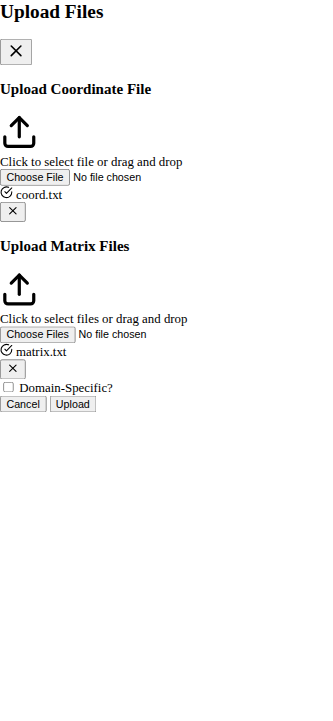 Upload Files
Upload Coordinate File
Click to select file or drag and drop
Choose File No file chosen
coord.txt
Upload Matrix Files
Click to select files or drag and drop
Choose Files No file chosen
matrix.txt
Domain-Specific?
Cancel Upload